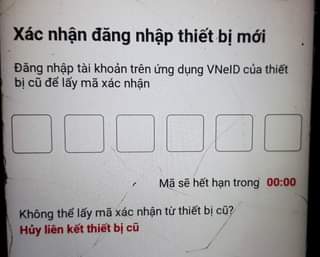 Xác nhận đăng nhập thiết bị mới
Đăng nhập tài khoản trên ứng dụng VNeID của thiết
bị cũ để lấy mã xác nhận
Mã sẽ hết hạn trong 00:00
Không thể lấy mã xác nhận từ thiết bị cũ?
Hủy liên kết thiết bị cũ